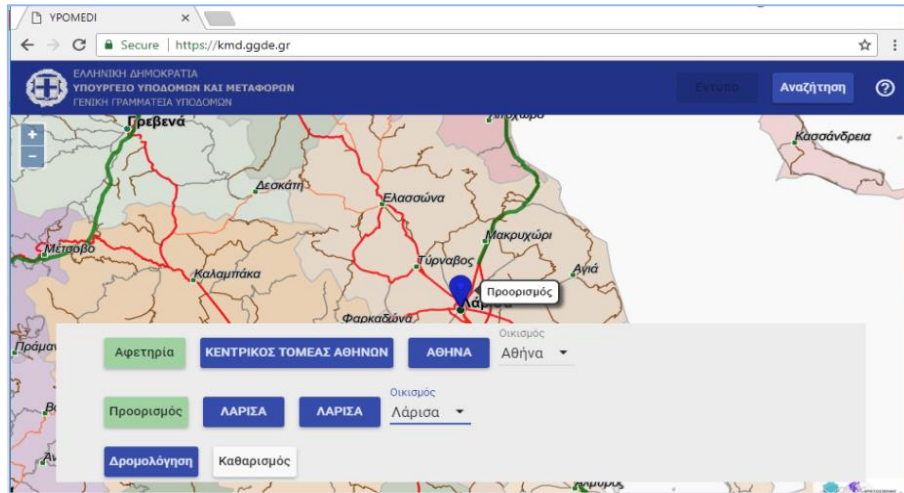 YPOMEDI
Secure | https://kmd.ggde.gr
ΕΛΛΗΝΙΚΗ ΔΗΜΟΚΡΑΤΙΑ
ΥΠΟΥΡΓΕΙΟ ΥΠΟΔΟΜΩΝ ΚΑΙ ΜΕΤΑΦΟΡΩΝ
ΓΕΝΙΚΗ ΓΡΑΜΜΑΤΕΙΑ ΥΠΟΔΟΜΩΝ
Έντυπο Αναζήτηση
Γρεβενά
Κασσάνδρεια
Δεσκάτη
Ελασσώνα
Μακρυχώρι
Μέτσοβο
Τύρναβος
Καλαμπάκα
Αγιά
Προορισμός
Λάρισα
Φαρκαδώνα
Οικισμός
Αφετηρία ΚΕΝΤΡΙΚΟΣ ΤΟΜΕΑΣ ΑΘΗΝΩΝ ΑΘΗΝΑ Αθήνα
Οικισμός
Προορισμός ΛΑΡΙΣΑ ΛΑΡΙΣΑ Λάρισα
Δρομολόγηση Καθαρισμός